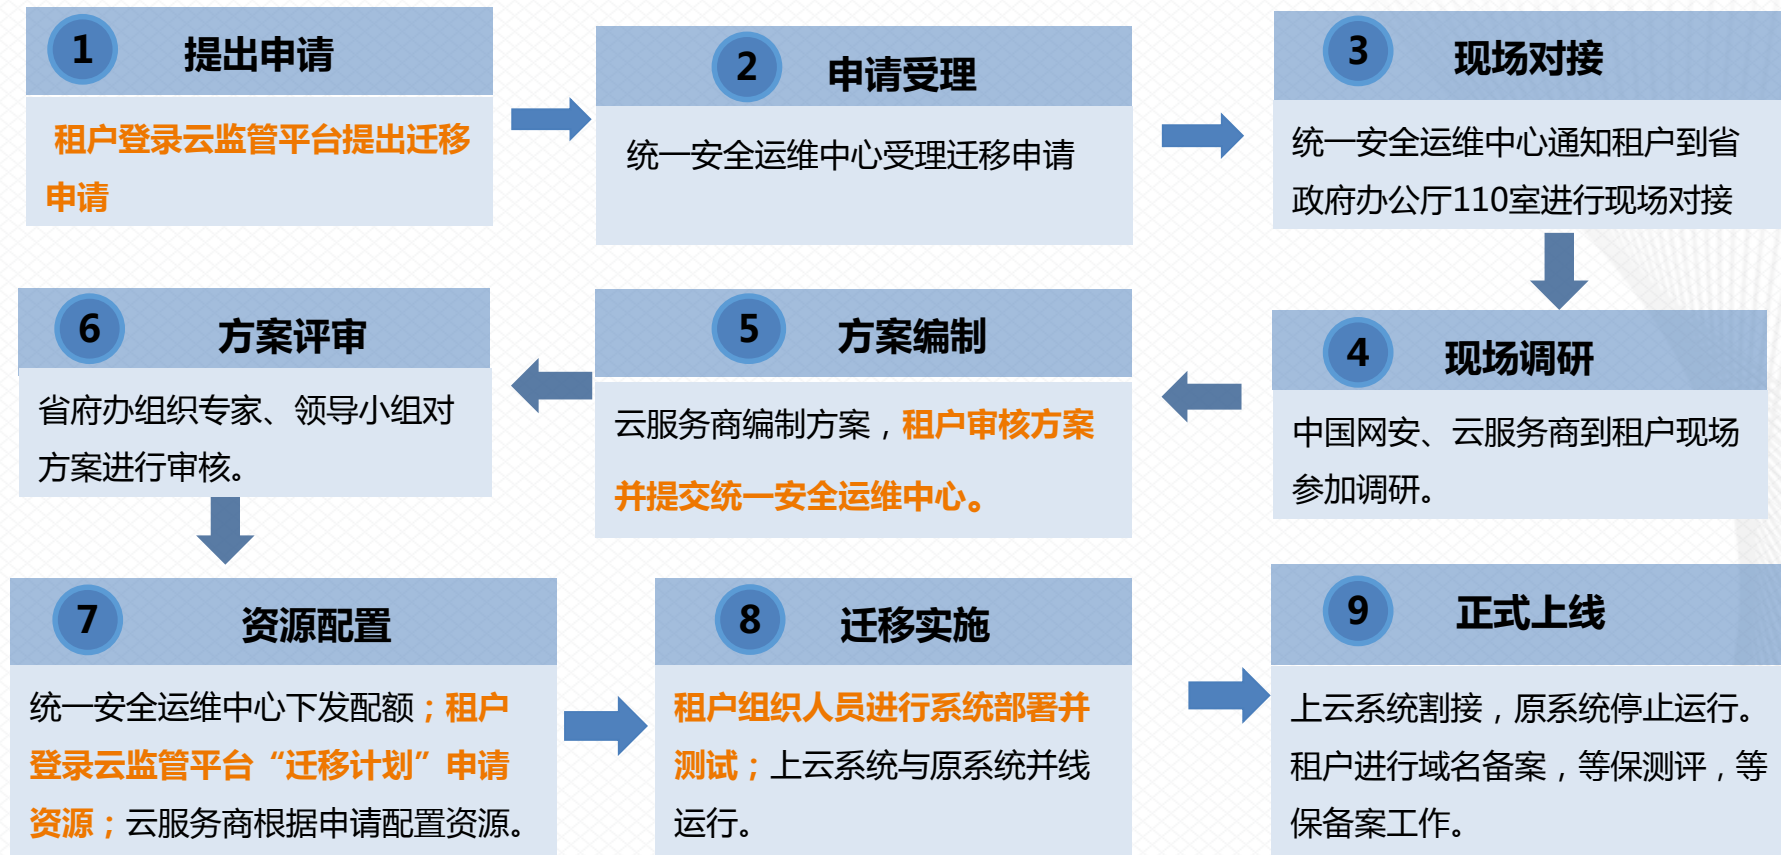 1 提出申请
租户登录云监管平台提出迁移
申请
2 申请受理
统一安全运维中心受理迁移申请
3 现场对接
统一安全运维中心通知租户到省
政府办公厅110室进行现场对接
4 现场调研
中国网安、云服务商到租户现场
参加调研。
5 方案编制
云服务商编制方案，租户审核方案
并提交统一安全运维中心。
6 方案评审
省府办组织专家、领导小组对
方案进行审核。
7 资源配置
统一安全运维中心下发配额；租户
登录云监管平台“迁移计划”申请
资源；云服务商根据申请配置资源。
8 迁移实施
租户组织人员进行系统部署并
测试；上云系统与原系统并线
运行。
9 正式上线
上云系统割接，原系统停止运行。
租户进行域名备案，等保测评，等
保备案工作。